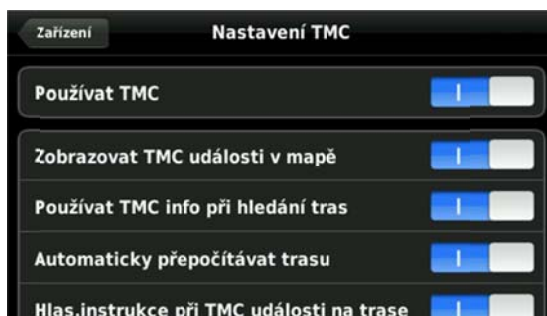 Zařízení
Nastavení TMC
Používat TMC
Zobrazovat TMC události v mapě
Používat TMC info při hledání tras
Automaticky přepočítávat trasu
Hlas.instrukce při TMC události na trase